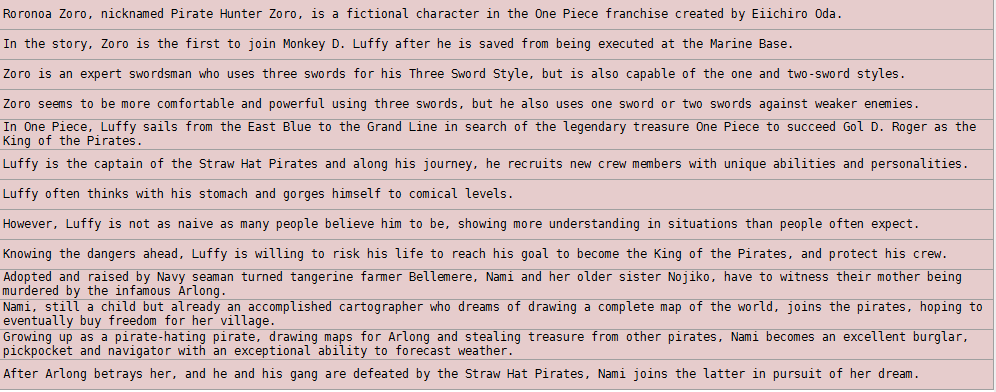 Roronoa Zoro, nicknamed Pirate Hunter Zoro, is a fictional character in the One Piece franchise created by Eiichiro Oda.
In the story, Zoro is the first to join Monkey D. Luffy after he is saved from being executed at the Marine Base.
Zoro is an expert swordsman who uses three swords for his Three Sword Style, but is also capable of the one and two-sword styles.
Zoro seems to be more comfortable and powerful using three swords, but he also uses one sword or two swords against weaker enemies.
In One Piece, Luffy sails from the East Blue to the Grand Line in search of the legendary treasure One Piece to succeed Gol D. Roger as the
King of the Pirates.
Luffy is the captain of the Straw Hat Pirates and along his journey, he recruits new crew members with unique abilities and personalities.
Luffy often thinks with his stomach and gorges himself to comical levels.
However, Luffy is not as naive as many people believe him to be, showing more understanding in situations than people often expect.
Knowing the dangers ahead, Luffy is willing to risk his life to reach his goal to become the King of the Pirates, and protect his crew.
Adopted and raised by Navy seaman turned tangerine farmer Bellemere, Nami and her older sister Nojiko, have to witness their mother being
murdered by the infamous Arlong.
Nami, still a child but already an accomplished cartographer who dreams of drawing a complete map of the world, joins the pirates, hoping to
eventually buy freedom for her village.
Growing up as a pirate-hating pirate, drawing maps for Arlong and stealing treasure from other pirates, Nami becomes an excellent burglar,
pickpocket and navigator with an exceptional ability to forecast weather.
After Arlong betrays her, and he and his gang are defeated by the Straw Hat Pirates, Nami joins the latter in pursuit of her dream.